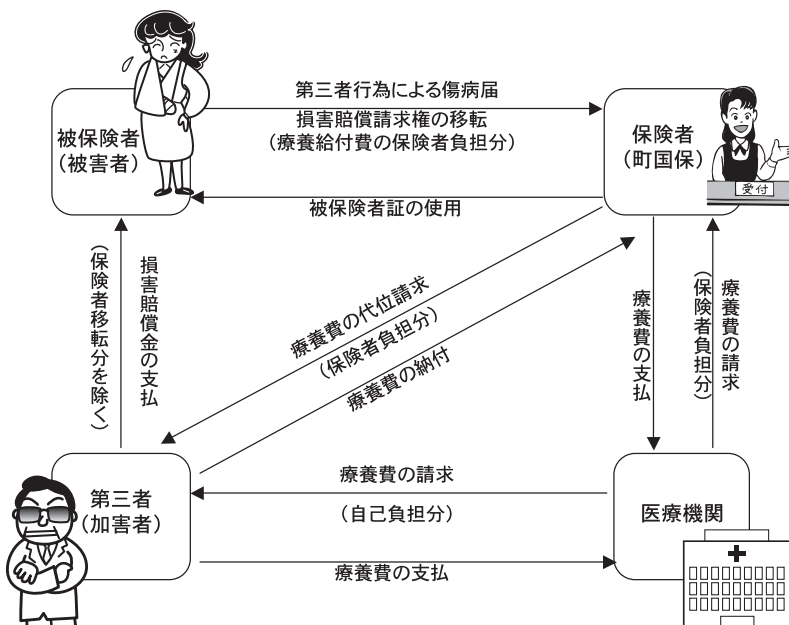 第三者行為による傷病届
損害賠償請求権の移転
(療養給付費の保険者負担分)
被保険者
(被害者)
保険者
(町国保)
受付
被保険者証の使用
損害賠償金の支払
(保険者移転分を除く)
療養費の代位請求
(保険者負担分)
療養費の納付
療養費の支払
療養費の請求
(保険者負担分)
第三者
(加害者)
療養費の請求
(自己負担分)
療養費の支払
医療機関